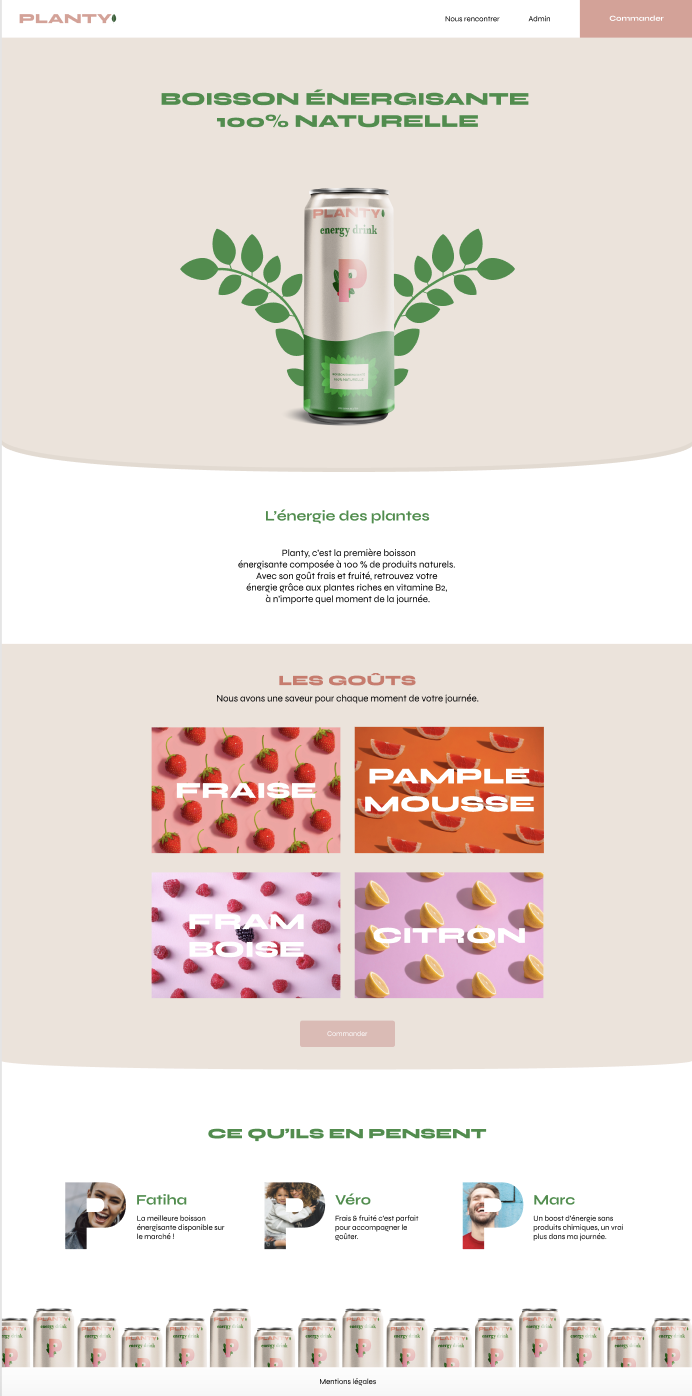 PLANTY
Nous rencontrer
Admin
Commander
BOISSON ÉNERGISANTE
100% NATURELLE
PLANTY
energy drink
P
100% NATURELLE
L'énergie des plantes
Planty, c'est la première boisson
énergisante composée à 100 % de produits naturels.
Avec son goût frais et fruité, retrouvez votre
énergie grâce aux plantes riches en vitamine B2,
à n'importe quel moment de la journée.
LES GOÛTS
Nous avons une saveur pour chaque moment de votre journée.
FRAISE
PAMPLE
MOUSSE
FRAM
BOISE
CITRON
Commander
CE QU'ILS EN PENSENT
Fatiha
La meilleure boisson
énergisante disponible sur
le marché !
Véro
Frais & fruité c'est parfait
pour accompagner le
goûter.
Marc
Un boost d'énergie sans
produits chimiques, un vrai
plus dans ma journée.
Mentions légales